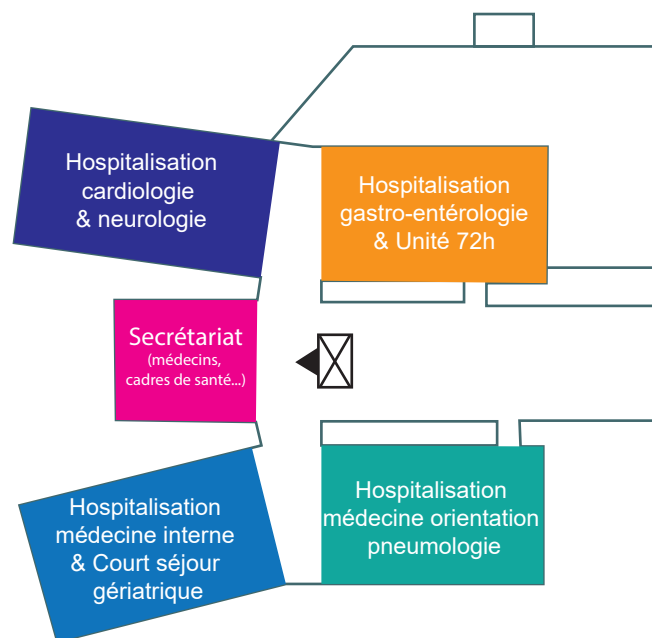 Hospitalisation
cardiologie
& neurologie
Hospitalisation
gastro-entérologie
& Unité 72h
Secrétariat
(médecins,
cadres de santé...)
Hospitalisation
médecine interne
& Court séjour
gériatrique
Hospitalisation
médecine orientation
pneumologie